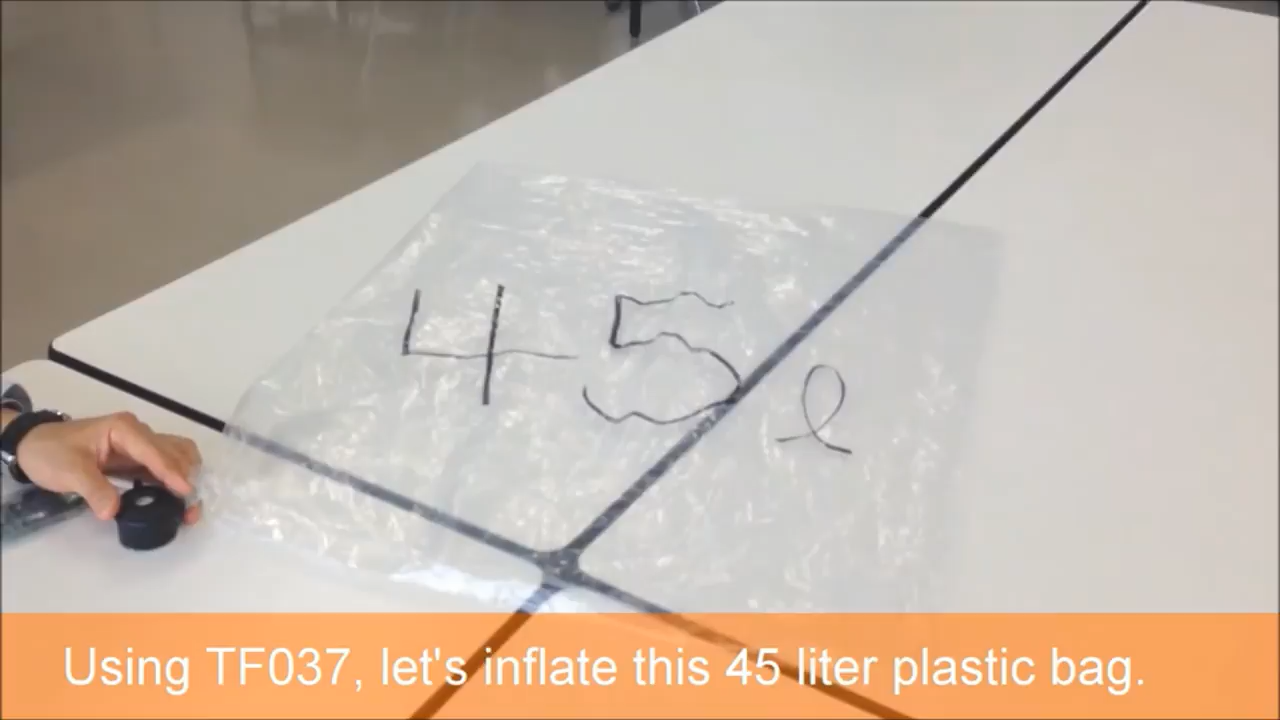 45ℓ
Using TF037, let's inflate this 45 liter plastic bag.